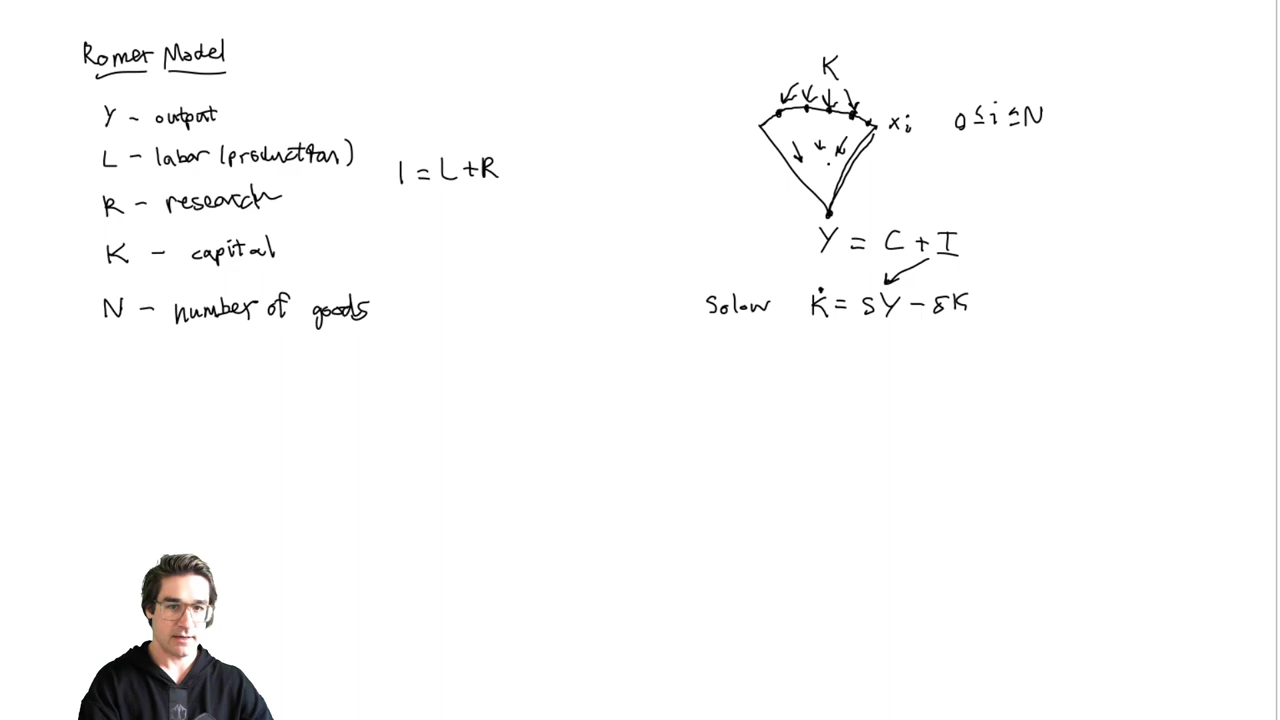 Romer Model
Y - output
L - labor (production)
1 = L + R
R - research
K - capital
N - number of goods
K
xi 0 ≤ i ≤ N
Y = C + I
Solow K̇ = sY - δK